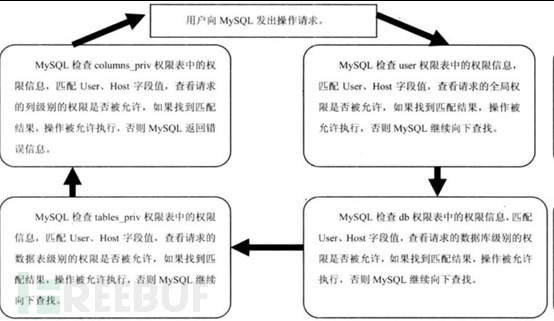 用户向MySQL发出操作请求。
MySQL 检查 user 权限表中的权限信息,
匹配 User、Host 字段值,查看请求的全局权
限是否被允许,如果找到匹配结果,操作被允
许执行,否则 MySQL 继续向下查找。
MySQL 检查 db 权限表中的权限信息,匹配
User、Host 字段值,查看请求的数据库级别的权
限是否被允许,如果找到匹配结果,操作被允许
执行,否则 MySQL 继续向下查找。
MySQL 检查 tables_priv 权限表中的权限
信息,匹配 User、Host 字段值,查看请求的
数据表级别的权限是否被允许,如果找到匹
配结果,操作被允许执行,否则 MySQL 继续
向下查找。
MySQL 检查 columns_priv 权限表中的权
限信息,匹配 User、Host 字段值,查看请求
的列级别的权限是否被允许,如果找到匹配
结果,操作被允许执行,否则 MySQL 返回错
误信息。
FREEBUF